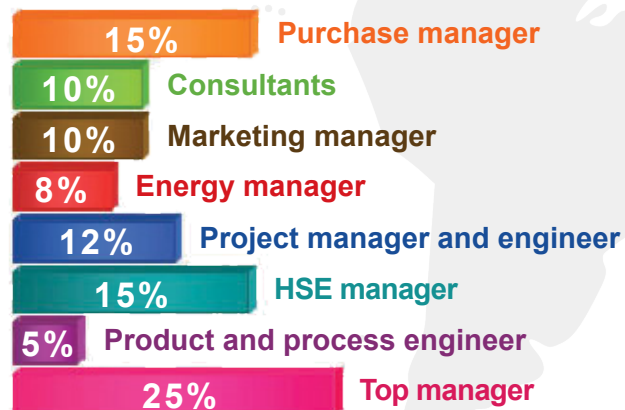 15% Purchase manager
10% Consultants
10% Marketing manager
8% Energy manager
12% Project manager and engineer
15% HSE manager
5% Product and process engineer
25% Top manager